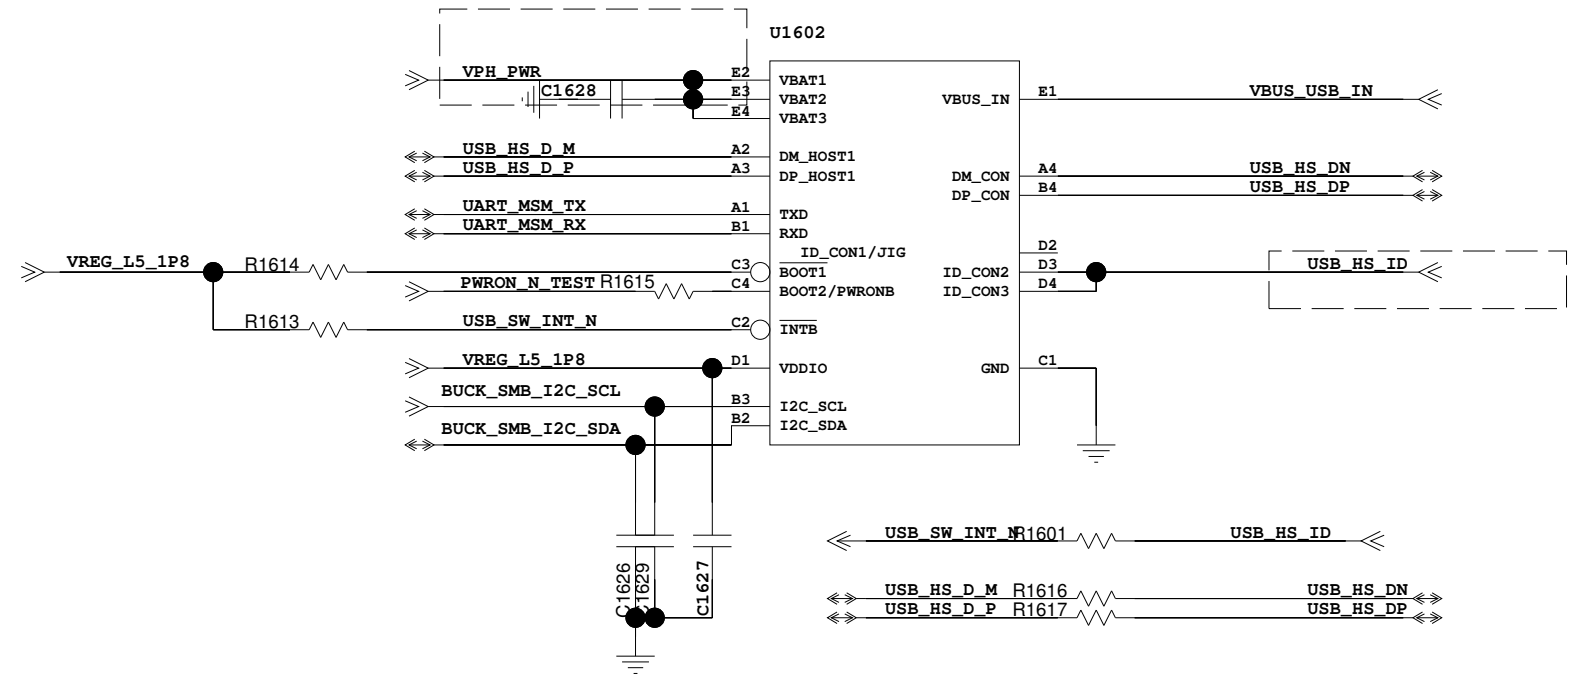 U1602
VPH_PWR E2 VBAT1
C1628 E3 VBAT2 VBUS_IN E1 VBUS_USB_IN
E4 VBAT3
USB_HS_D_M A2 DM_HOST1
USB_HS_D_P A3 DP_HOST1 DM_CON A4 USB_HS_DN
DP_CON B4 USB_HS_DP
UART_MSM_TX A1 TXD
UART_MSM_RX B1 RXD
ID_CON1/JIG D2
VREG_L5_1P8 R1614 C3 BOOT1 ID_CON2 D3 USB_HS_ID
PWRON_N_TEST R1615 C4 BOOT2/PWRONB ID_CON3 D4
R1613 USB_SW_INT_N C2 INTB
VREG_L5_1P8 D1 VDDIO GND C1
BUCK_SMB_I2C_SCL B3 I2C_SCL
BUCK_SMB_I2C_SDA B2 I2C_SDA
USB_SW_INT_N R1601 USB_HS_ID
C1626 C1629 C1627
USB_HS_D_M R1616 USB_HS_DN
USB_HS_D_P R1617 USB_HS_DP